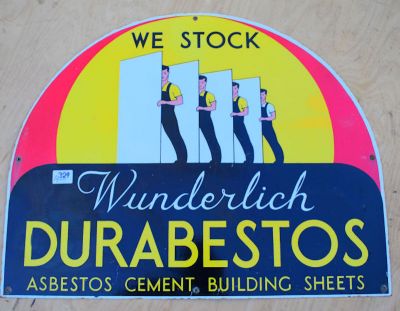 WE STOCK
Wunderlich
DURABESTOS
ASBESTOS CEMENT BUILDING SHEETS